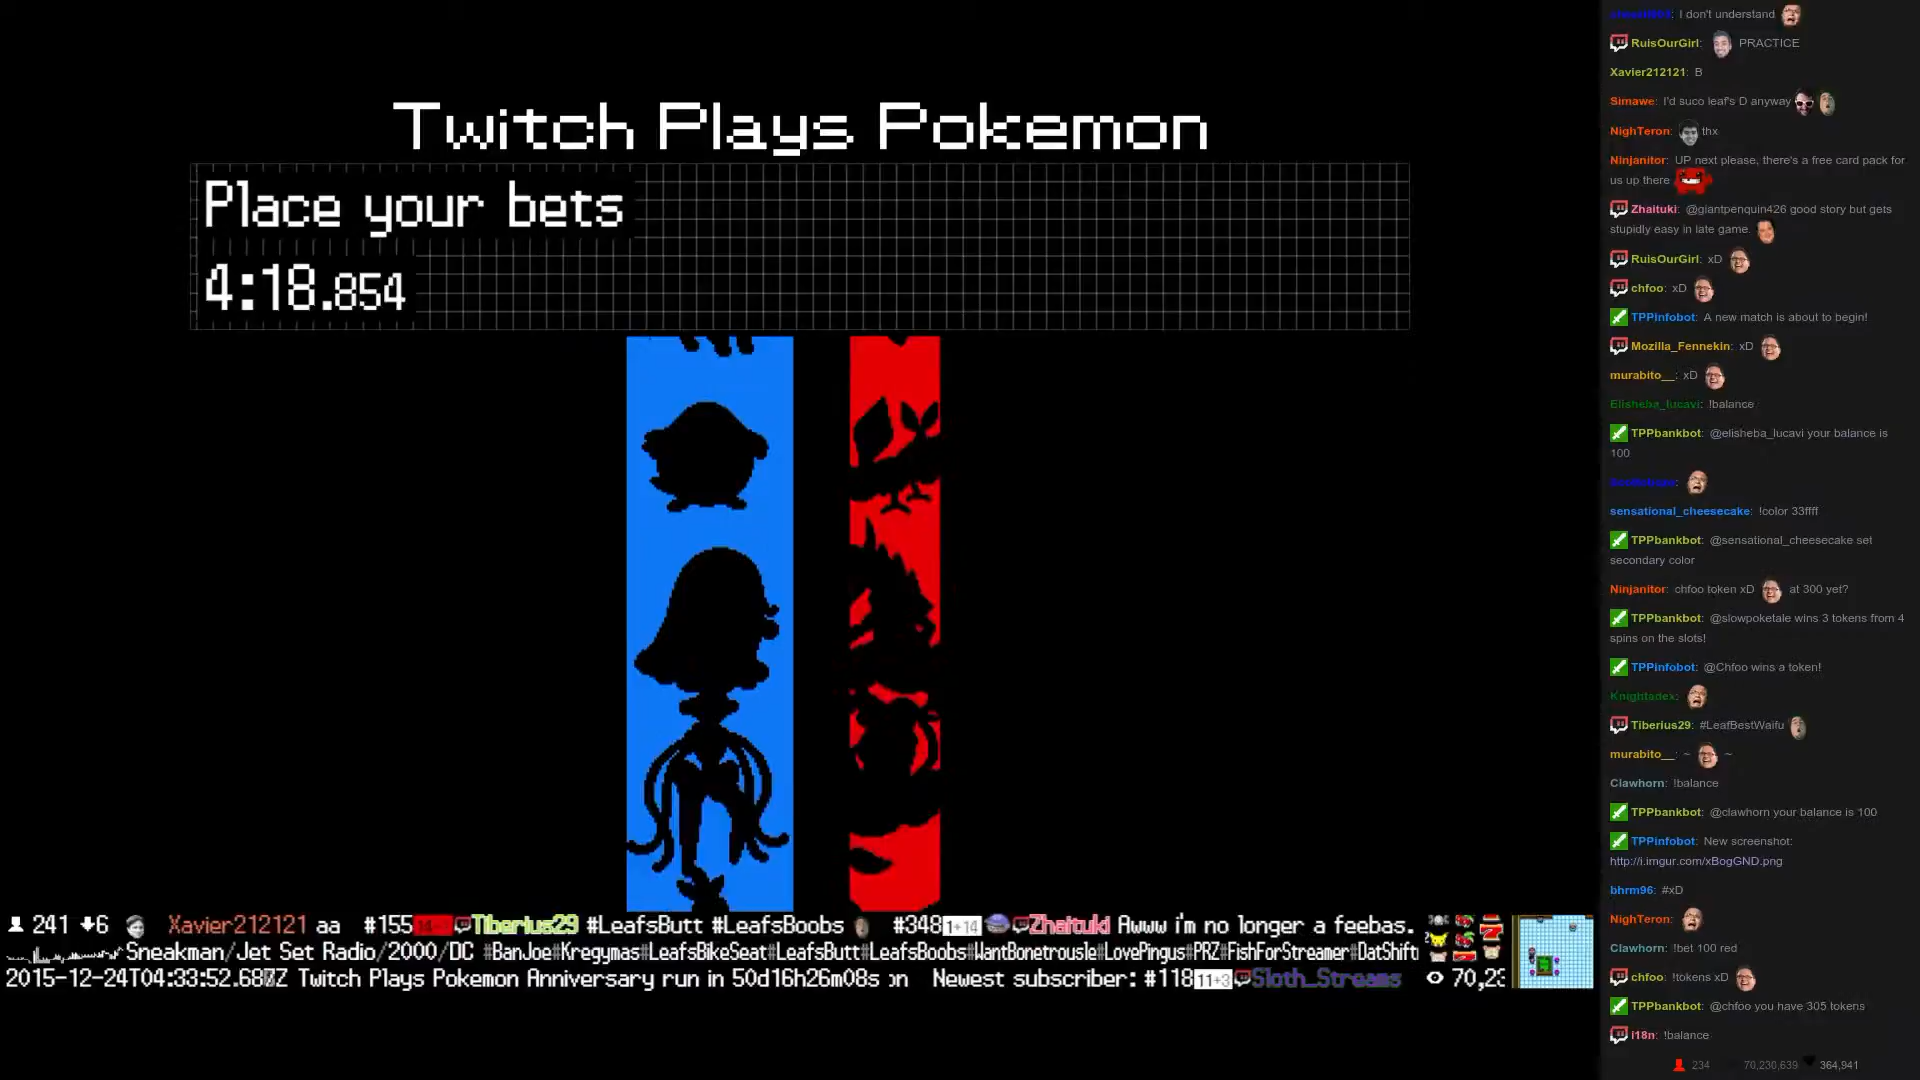 Twitch Plays Pokemon
Place your bets
4:18.854
241 6 Xavier212121 aa #155 Tiberius29 #LeafsButt #LeafsBoobs #348 1+14 Zhaituki Awww i'm no longer a feebas.
Sneakman/Jet Set Radio/2000/DC #BanJoe#Kregymas#LeafsBikeSeat#LeafsButt#LeafsBoobs#WantBonetrousle#LovePingus#PRZ#FishForStreamer#DatShift
2015-12-24T04:33:52.680Z Twitch Plays Pokemon Anniversary run in 50d16h26m08s on Newest subscriber: #118 11+3 Sloth_Streams 70,23
I don't understand
RuisOurGirl: PRACTICE
Xavier212121: B
Simawe: I'd suco leaf's D anyway
NighTeron: thx
Ninjanitor: UP next please, there's a free card pack for
us up there
Zhaituki: @giantpenquin426 good story but gets
stupidly easy in late game.
RuisOurGirl: xD
chfoo: xD
TPPinfobot: A new match is about to begin!
Mozilla_Fennekin: xD
murabito__: xD
Elisheba_lucavi: !balance
TPPbankbot: @elisheba_lucavi your balance is
100
sensational_cheesecake: !color 33ffff
TPPbankbot: @sensational_cheesecake set
secondary color
Ninjanitor: chfoo token xD at 300 yet?
TPPbankbot: @slowpoketale wins 3 tokens from 4
spins on the slots!
TPPinfobot: @Chfoo wins a token!
Knightadex:
Tiberius29: #LeafBestWaifu
murabito__: ~ ~
Clawhorn: !balance
TPPbankbot: @clawhorn your balance is 100
TPPinfobot: New screenshot:
http://i.imgur.com/xBogGND.png
bhrm96: #xD
NighTeron:
Clawhorn: !bet 100 red
chfoo: !tokens xD
TPPbankbot: @chfoo you have 305 tokens
i18n: !balance
234 70,230,639 364,941